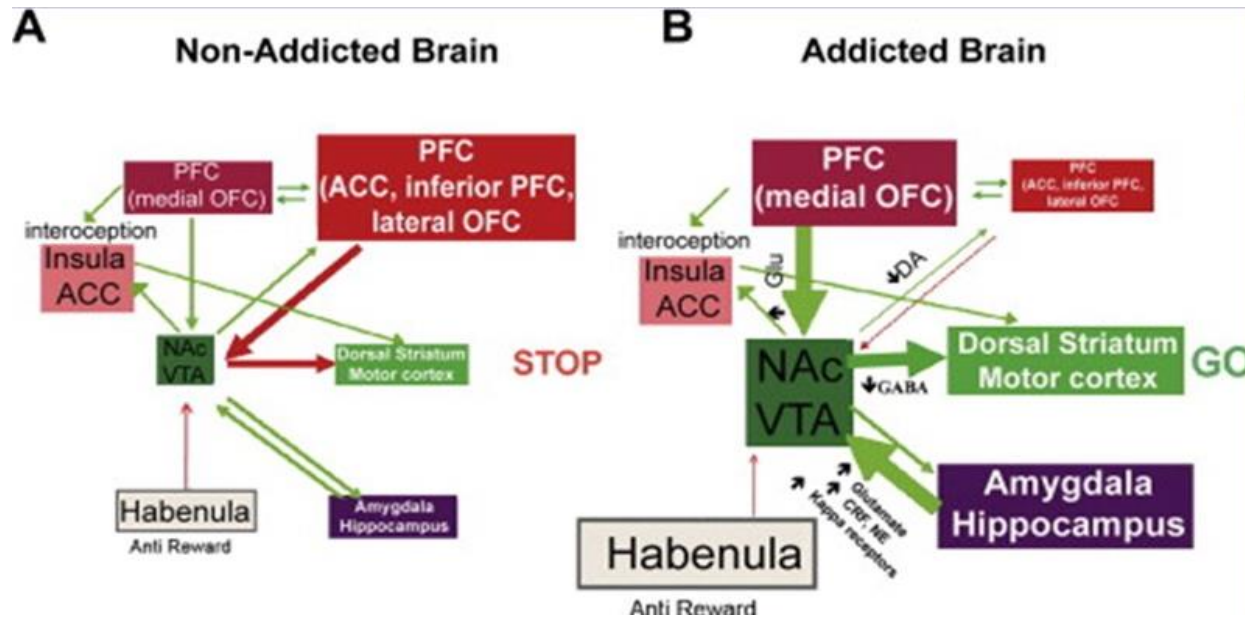 A
Non-Addicted Brain
PFC
(medial OFC)
PFC
(ACC, inferior PFC,
lateral OFC)
interoception
Insula
ACC
NAc
VTA
Dorsal Striatum
Motor cortex
STOP
Habenula
Anti Reward
Amygdala
Hippocampus
B
Addicted Brain
PFC
(medial OFC)
PFC
(ACC, inferior PFC,
lateral OFC
interoception
Insula
ACC
Glu
DA
NAc
VTA
GABA
Dorsal Striatum
Motor cortex
GO
Glutamate
CRF, NE
Kappa receptors
Amygdala
Hippocampus
Habenula
Anti Reward